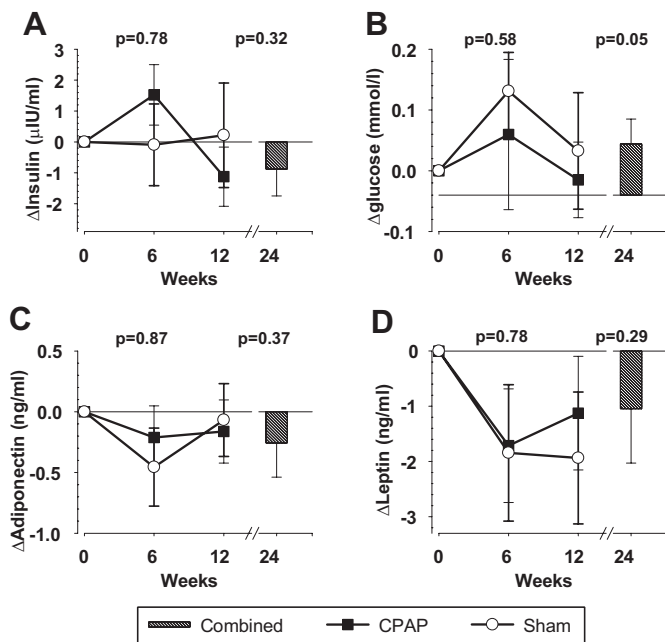 A
p=0.78 p=0.32
ΔInsulin (μIU/ml)
3
2
1
0
-1
-2
0 6 12 24
Weeks
B
p=0.58 p=0.05
Δglucose (mmol/l)
0.2
0.1
0.0
-0.1
0 6 12 24
Weeks
C
p=0.87 p=0.37
ΔAdiponectin (ng/ml)
0.5
0.0
-0.5
-1.0
0 6 12 24
Weeks
D
p=0.78 p=0.29
ΔLeptin (ng/ml)
0
-1
-2
-3
0 6 12 24
Weeks
Combined CPAP Sham